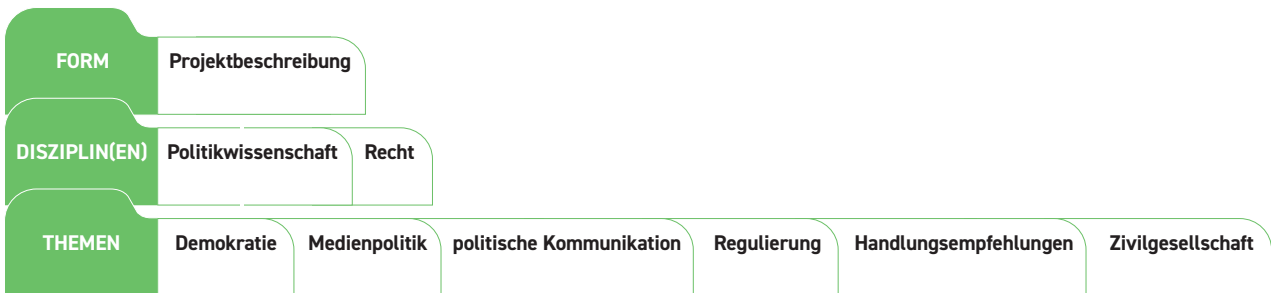 FORM Projektbeschreibung
DISZIPLIN(EN) Politikwissenschaft Recht
THEMEN Demokratie Medienpolitik politische Kommunikation Regulierung Handlungsempfehlungen Zivilgesellschaft